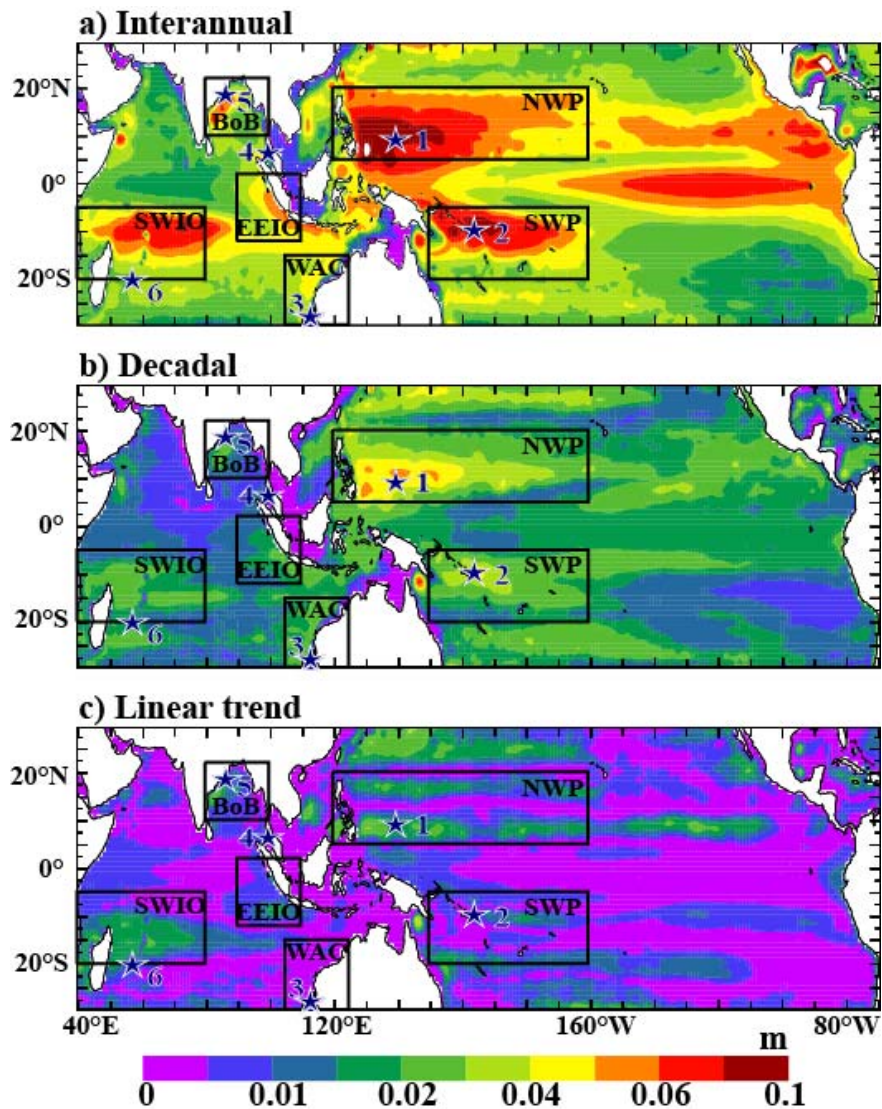 a) Interannual
20°N
0°
20°S
5
BoB
4
NWP
1
SWIO
EEIO
SWP
2
WAC
3
6
b) Decadal
20°N
0°
20°S
5
BoB
4
NWP
1
SWIO
EEIO
SWP
2
WAC
3
6
c) Linear trend
20°N
0°
20°S
5
BoB
4
NWP
1
SWIO
EEIO
SWP
2
WAC
3
6
40°E 120°E 160°W 80°W
m
0 0.01 0.02 0.04 0.06 0.1